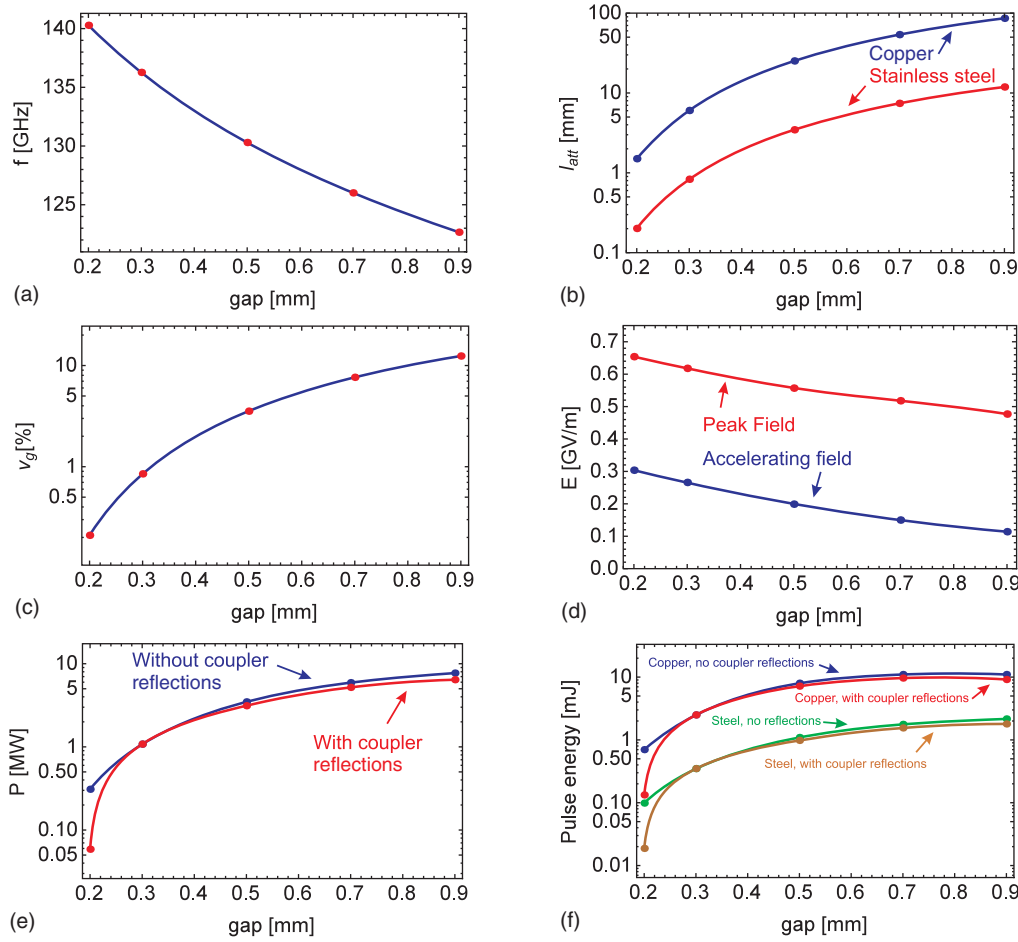 140
135
130
125
f [GHz]
0.2 0.3 0.4 0.5 0.6 0.7 0.8 0.9
gap [mm]
(a)
100
50
10
5
1
0.5
0.1
l_att [mm]
Copper
Stainless steel
0.2 0.3 0.4 0.5 0.6 0.7 0.8 0.9
gap [mm]
(b)
10
5
1
0.5
v_g[%]
0.2 0.3 0.4 0.5 0.6 0.7 0.8 0.9
gap [mm]
(c)
0.7
0.6
0.5
0.4
0.3
0.2
0.1
0.0
E [GV/m]
Peak Field
Accelerating field
0.2 0.3 0.4 0.5 0.6 0.7 0.8 0.9
gap [mm]
(d)
10
5
1
0.50
0.10
0.05
P [MW]
Without coupler
reflections
With coupler
reflections
0.2 0.3 0.4 0.5 0.6 0.7 0.8 0.9
gap [mm]
(e)
10
5
1
0.50
0.10
0.05
0.01
Pulse energy [mJ]
Copper, no coupler reflections
Copper, with coupler reflections
Steel, no reflections
Steel, with coupler reflections
0.2 0.3 0.4 0.5 0.6 0.7 0.8 0.9
gap [mm]
(f)